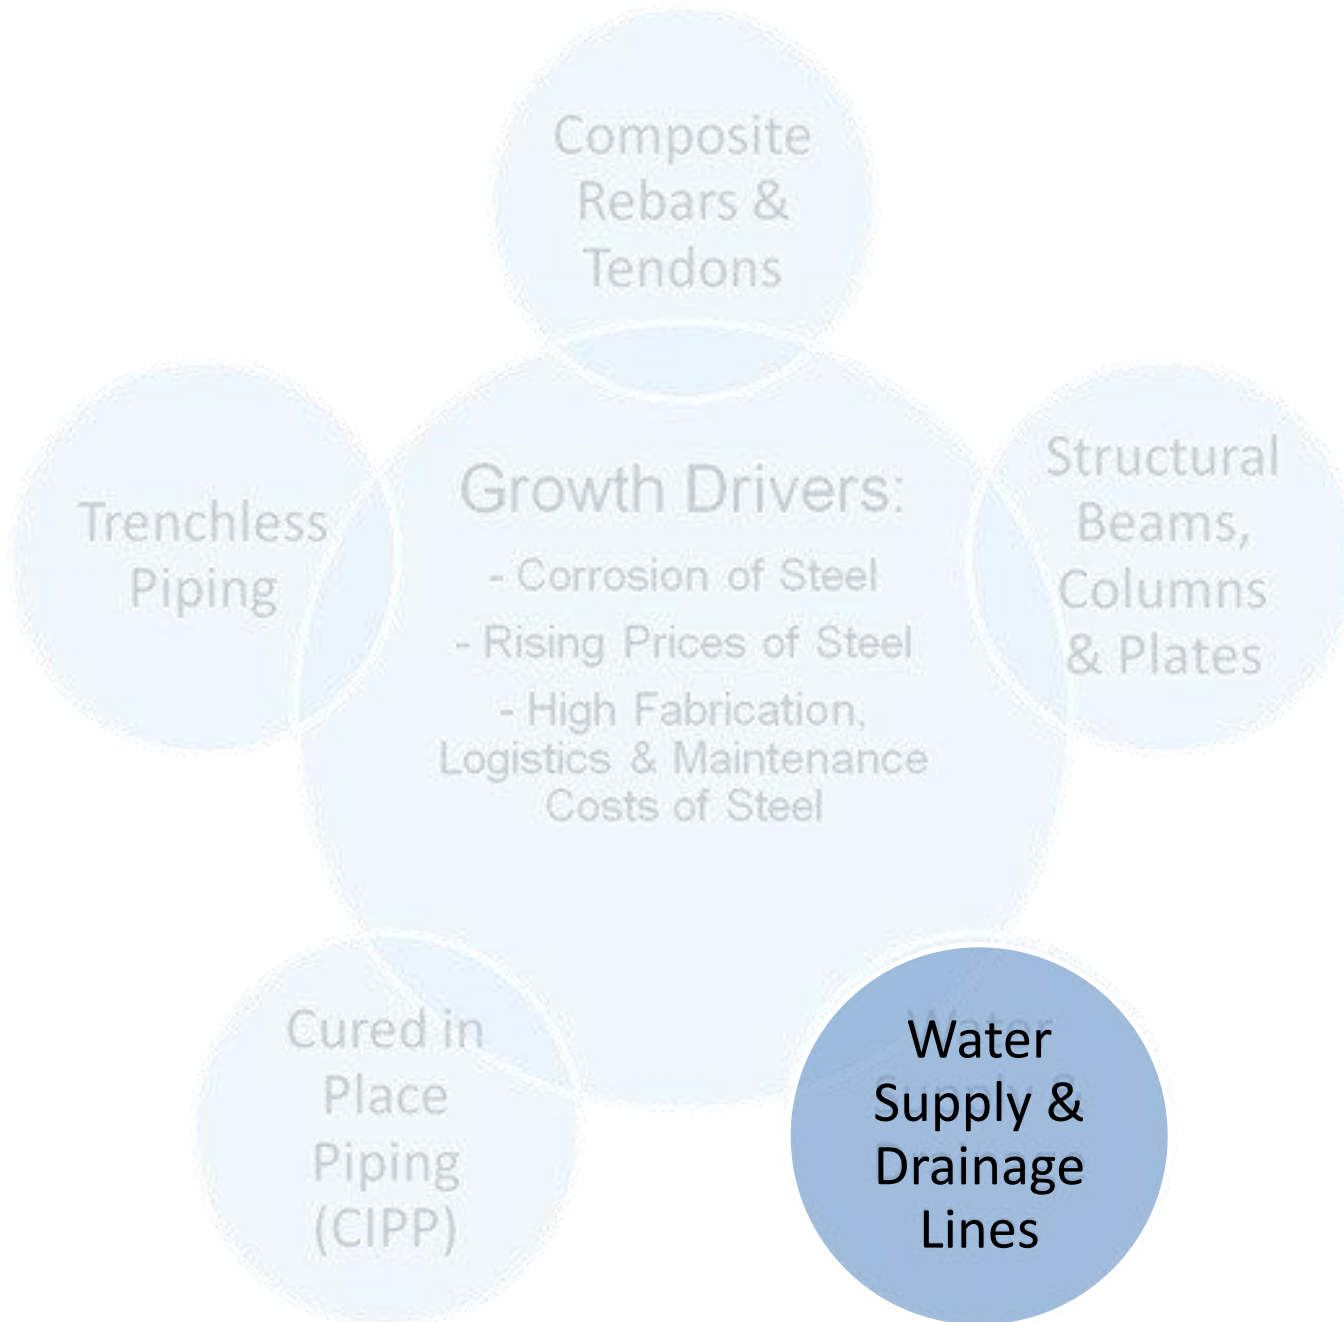 Composite
Rebars &
Tendons
Trenchless
Piping
Growth Drivers:
- Corrosion of Steel
- Rising Prices of Steel
- High Fabrication,
Logistics & Maintenance
Costs of Steel
Structural
Beams,
Columns
& Plates
Cured in
Place
Piping
(CIPP)
Water
Supply &
Drainage
Lines